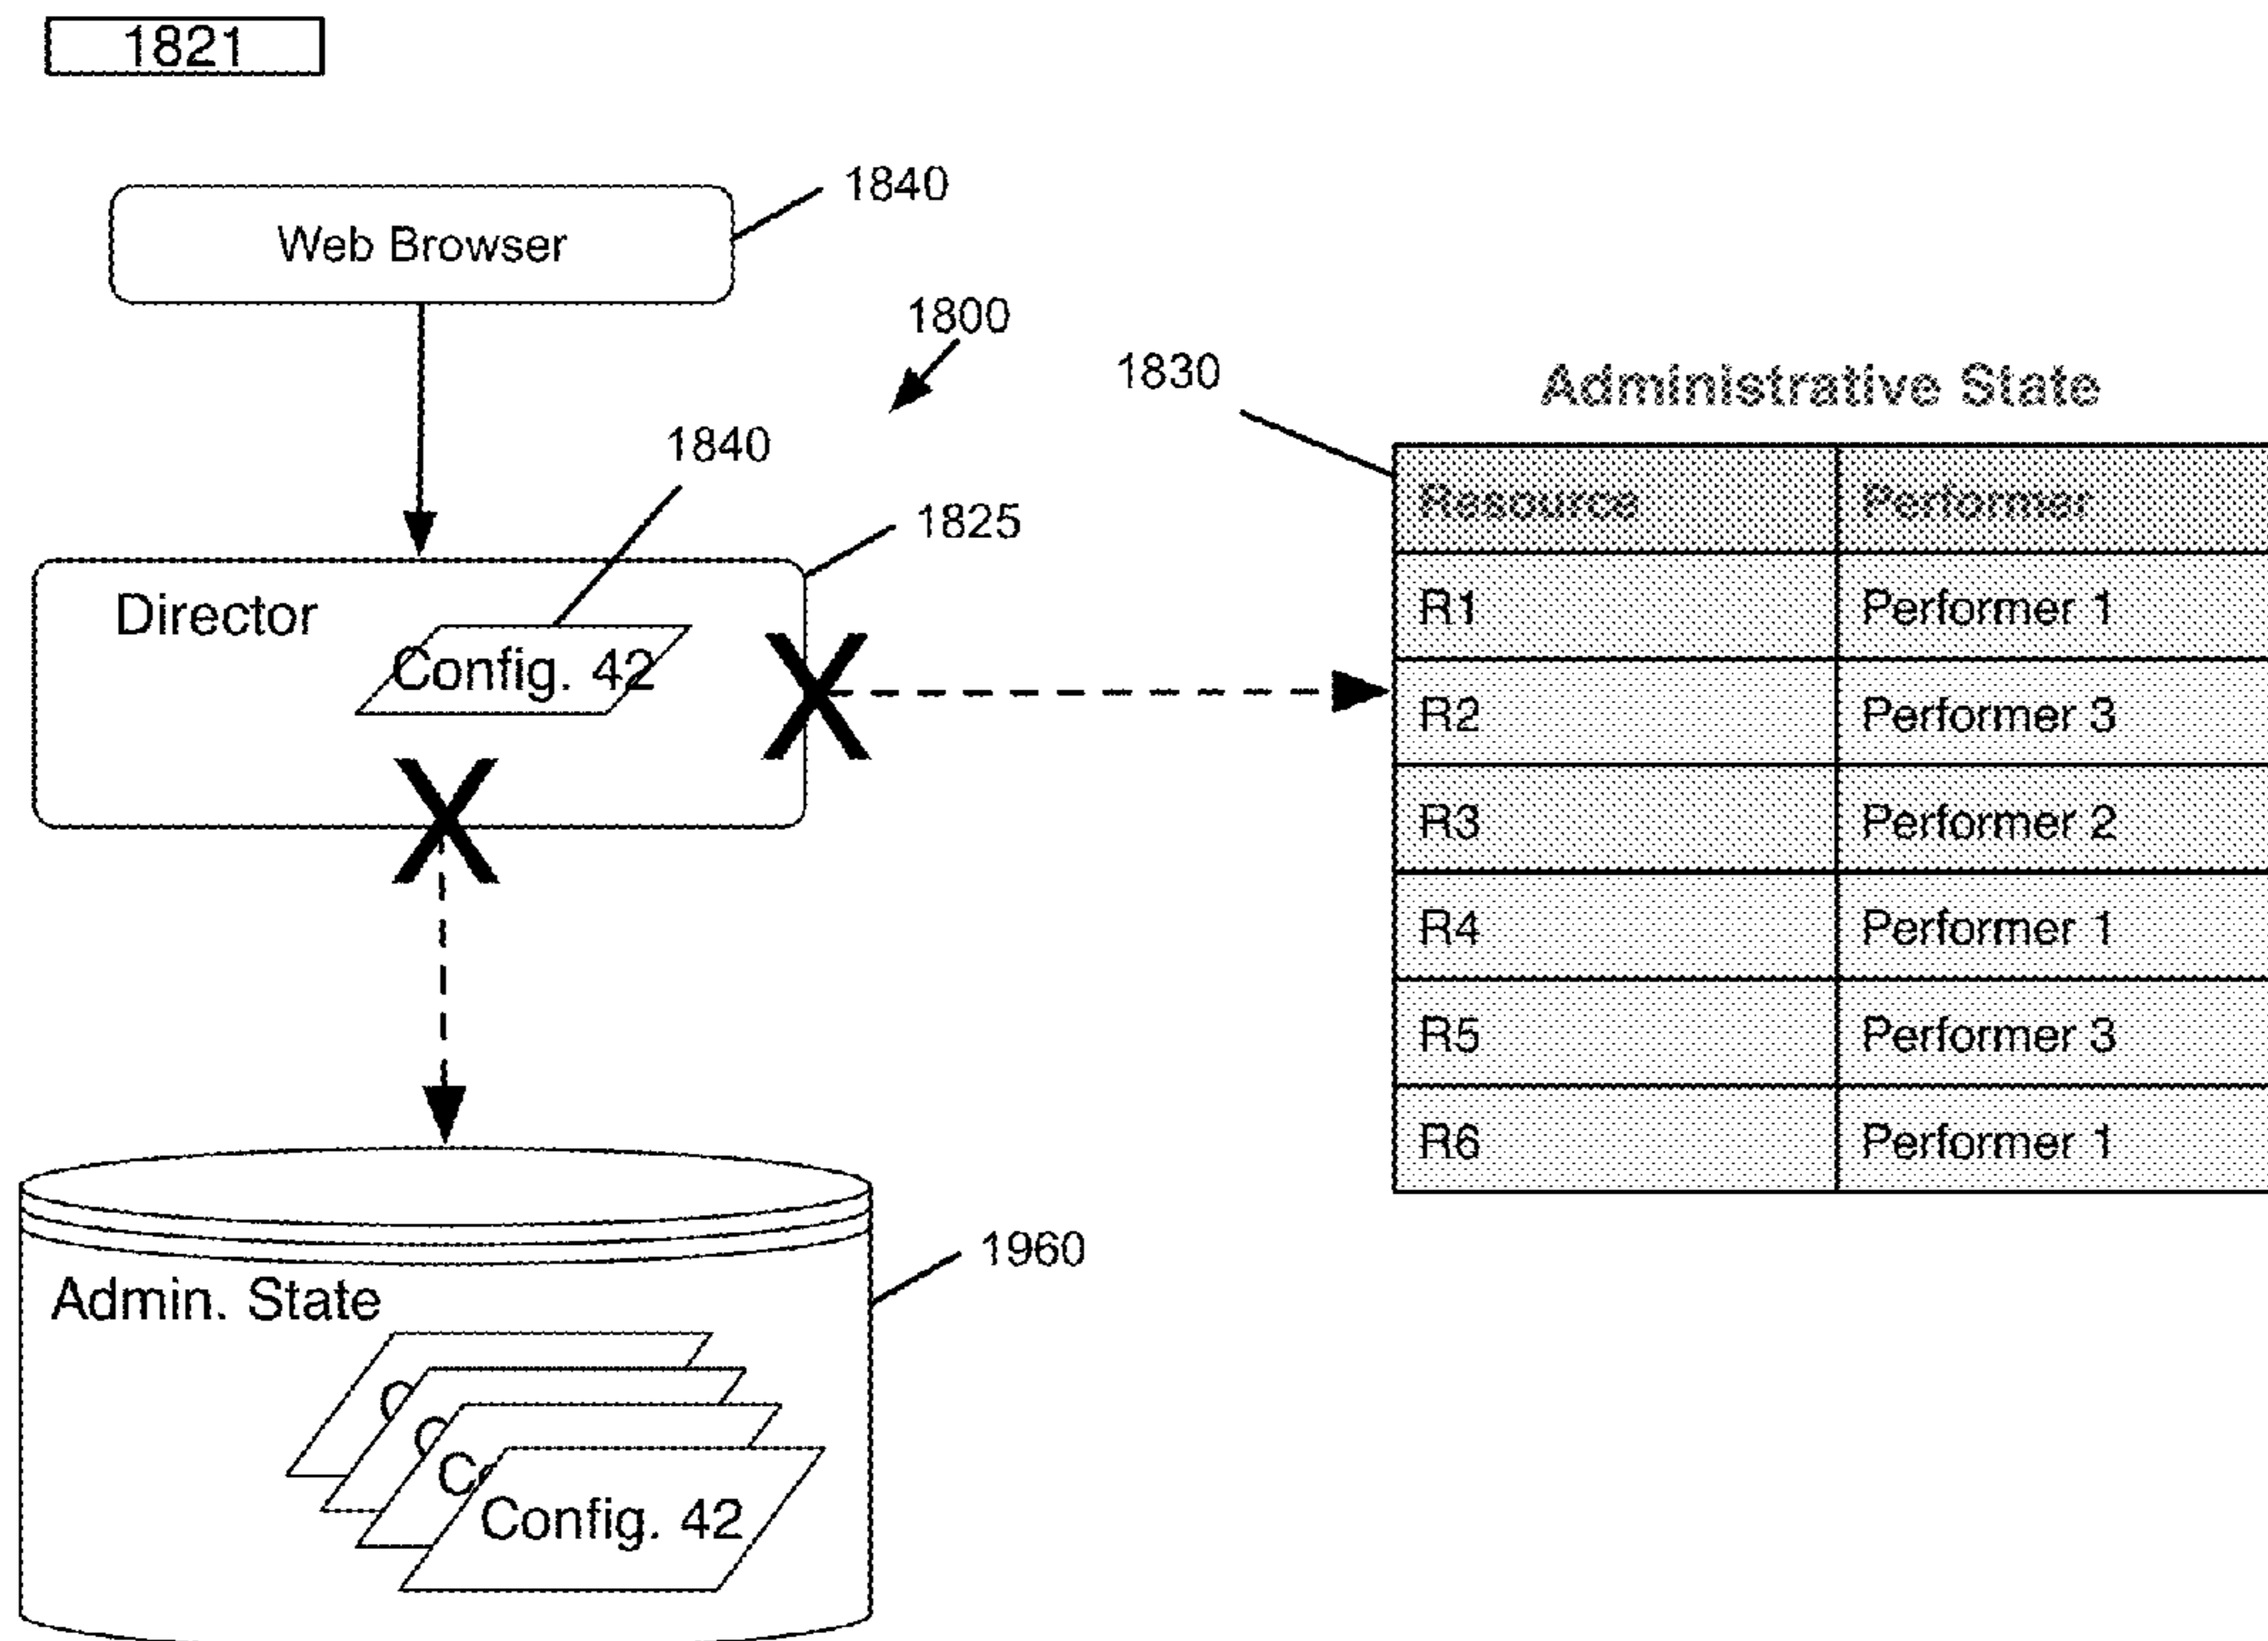 1821
1840
Web Browser
1800
1830
Administrative State
1840
1825
Resource Performer
Director
R1 Performer 1
Config. 42
R2 Performer 3
R3 Performer 2
R4 Performer 1
R5 Performer 3
R6 Performer 1
1960
Admin. State
C
C
Co
Config. 42